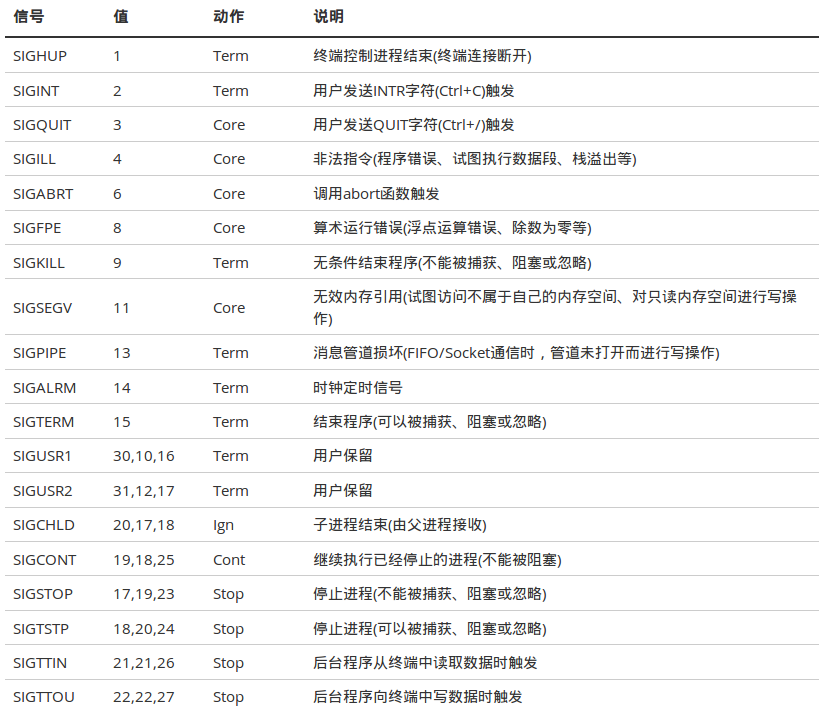 信号 值 动作 说明
SIGHUP 1 Term 终端控制进程结束(终端连接断开)
SIGINT 2 Term 用户发送INTR字符(Ctrl+C)触发
SIGQUIT 3 Core 用户发送QUIT字符(Ctrl+/)触发
SIGILL 4 Core 非法指令(程序错误、试图执行数据段、栈溢出等)
SIGABRT 6 Core 调用abort函数触发
SIGFPE 8 Core 算术运行错误(浮点运算错误、除数为零等)
SIGKILL 9 Term 无条件结束程序(不能被捕获、阻塞或忽略)
SIGSEGV 11 Core 无效内存引用(试图访问不属于自己的内存空间、对只读内存空间进行写操
作)
SIGPIPE 13 Term 消息管道损坏(FIFO/Socket通信时，管道未打开而进行写操作)
SIGALRM 14 Term 时钟定时信号
SIGTERM 15 Term 结束程序(可以被捕获、阻塞或忽略)
SIGUSR1 30,10,16 Term 用户保留
SIGUSR2 31,12,17 Term 用户保留
SIGCHLD 20,17,18 Ign 子进程结束(由父进程接收)
SIGCONT 19,18,25 Cont 继续执行已经停止的进程(不能被阻塞)
SIGSTOP 17,19,23 Stop 停止进程(不能被捕获、阻塞或忽略)
SIGTSTP 18,20,24 Stop 停止进程(可以被捕获、阻塞或忽略)
SIGTTIN 21,21,26 Stop 后台程序从终端中读取数据时触发
SIGTTOU 22,22,27 Stop 后台程序向终端中写数据时触发